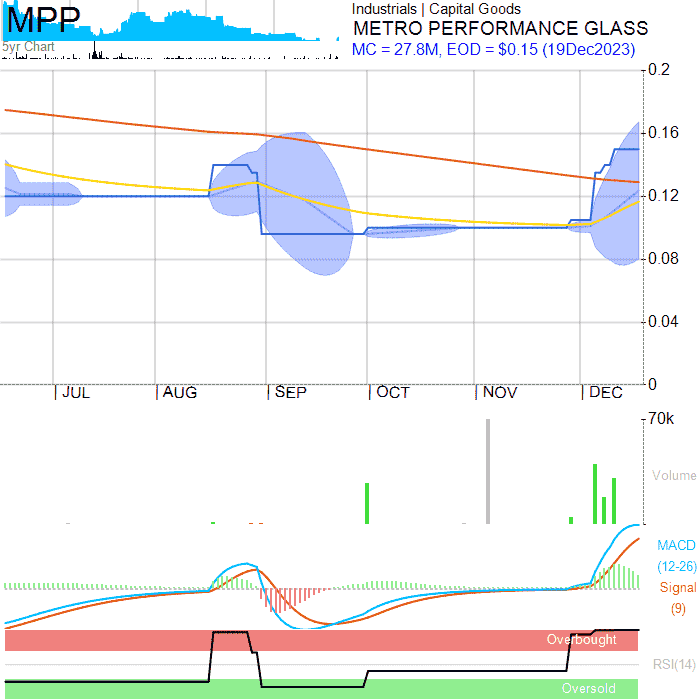 MPP
5yr Chart
Industrials | Capital Goods
METRO PERFORMANCE GLASS
MC = 27.8M, EOD = $0.15 (19Dec2023)
0.2
0.16
0.12
0.08
0.04
0
JUL AUG SEP OCT NOV DEC
70k
Volume
MACD
(12-26)
Signal
(9)
Overbought
RSI(14)
Oversold